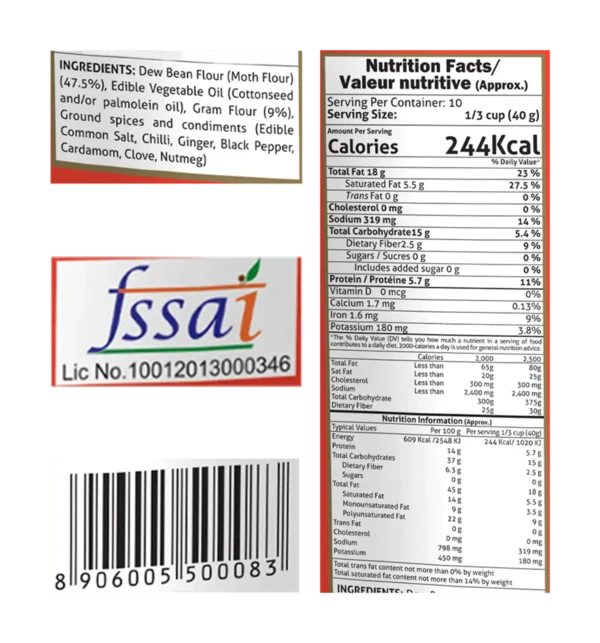 INGREDIENTS: Dew Bean Flour (Moth Flour)
(47.5%), Edible Vegetable Oil (Cottonseed
and/or palmolein oil), Gram Flour (9%),
Ground spices and condiments (Edible
Common Salt, Chilli, Ginger, Black Pepper,
Cardamom, Clove, Nutmeg)
fssai
Lic No.10012013000346
8 906005 500083
Nutrition Facts/
Valeur nutritive (Approx.)
Serving Per Container: 10
Serving Size: 1/3 cup (40 g)
Amount Per Serving
Calories 244Kcal
% Daily Value*
Total Fat 18 g 23 %
Saturated Fat 5.5 g 27.5 %
Trans Fat 0 g 0 %
Cholesterol 0 mg 0 %
Sodium 319 mg 14 %
Total Carbohydrate15 g 5.4 %
Dietary Fiber2.5 g 9 %
Sugars / Sucres 0 g 0 %
Includes added sugar 0 g 0 %
Protein / Protéine 5.7 g 11%
Vitamin D 0 mcg 0%
Calcium 1.7 mg 0.13%
Iron 1.6 mg 9%
Potassium 180 mg 3.8%
*The % Daily Value (DV) tells you how much a nutrient in a serving of food
contributes to a daily diet. 2000-calories a day is used for general nutrition advice.
Calories 2,000 2,500
Total Fat Less than 65g 80g
Sat Fat Less than 20g 25g
Cholesterol Less than 300 mg 300 mg
Sodium Less than 2,400 mg 2,400 mg
Total Carbohydrate 300g 375g
Dietary Fiber 25g 30g
Nutrition Information (Approx.)
Typical Values Per 100 g Per serving 1/3 cup (40g)
Energy 609 Kcal /2548 KJ 244 Kcal/ 1020 KJ
Protein 14 g 5.7 g
Total Carbohydrates 37 g 15 g
Dietary Fiber 6.3 g 2.5 g
Sugars 0 g 0 g
Total Fat 45 g 18 g
Saturated Fat 14 g 5.5 g
Monounsaturated Fat 9 g 3.5 g
Polyunsaturated Fat 22 g 9 g
Trans Fat 0 g 0 g
Cholesterol 0 mg 0 mg
Sodium 798 mg 319 mg
Potassium 450 mg 180 mg
Total trans fat content not more than 0% by weight
Total saturated fat content not more than 14% by weight